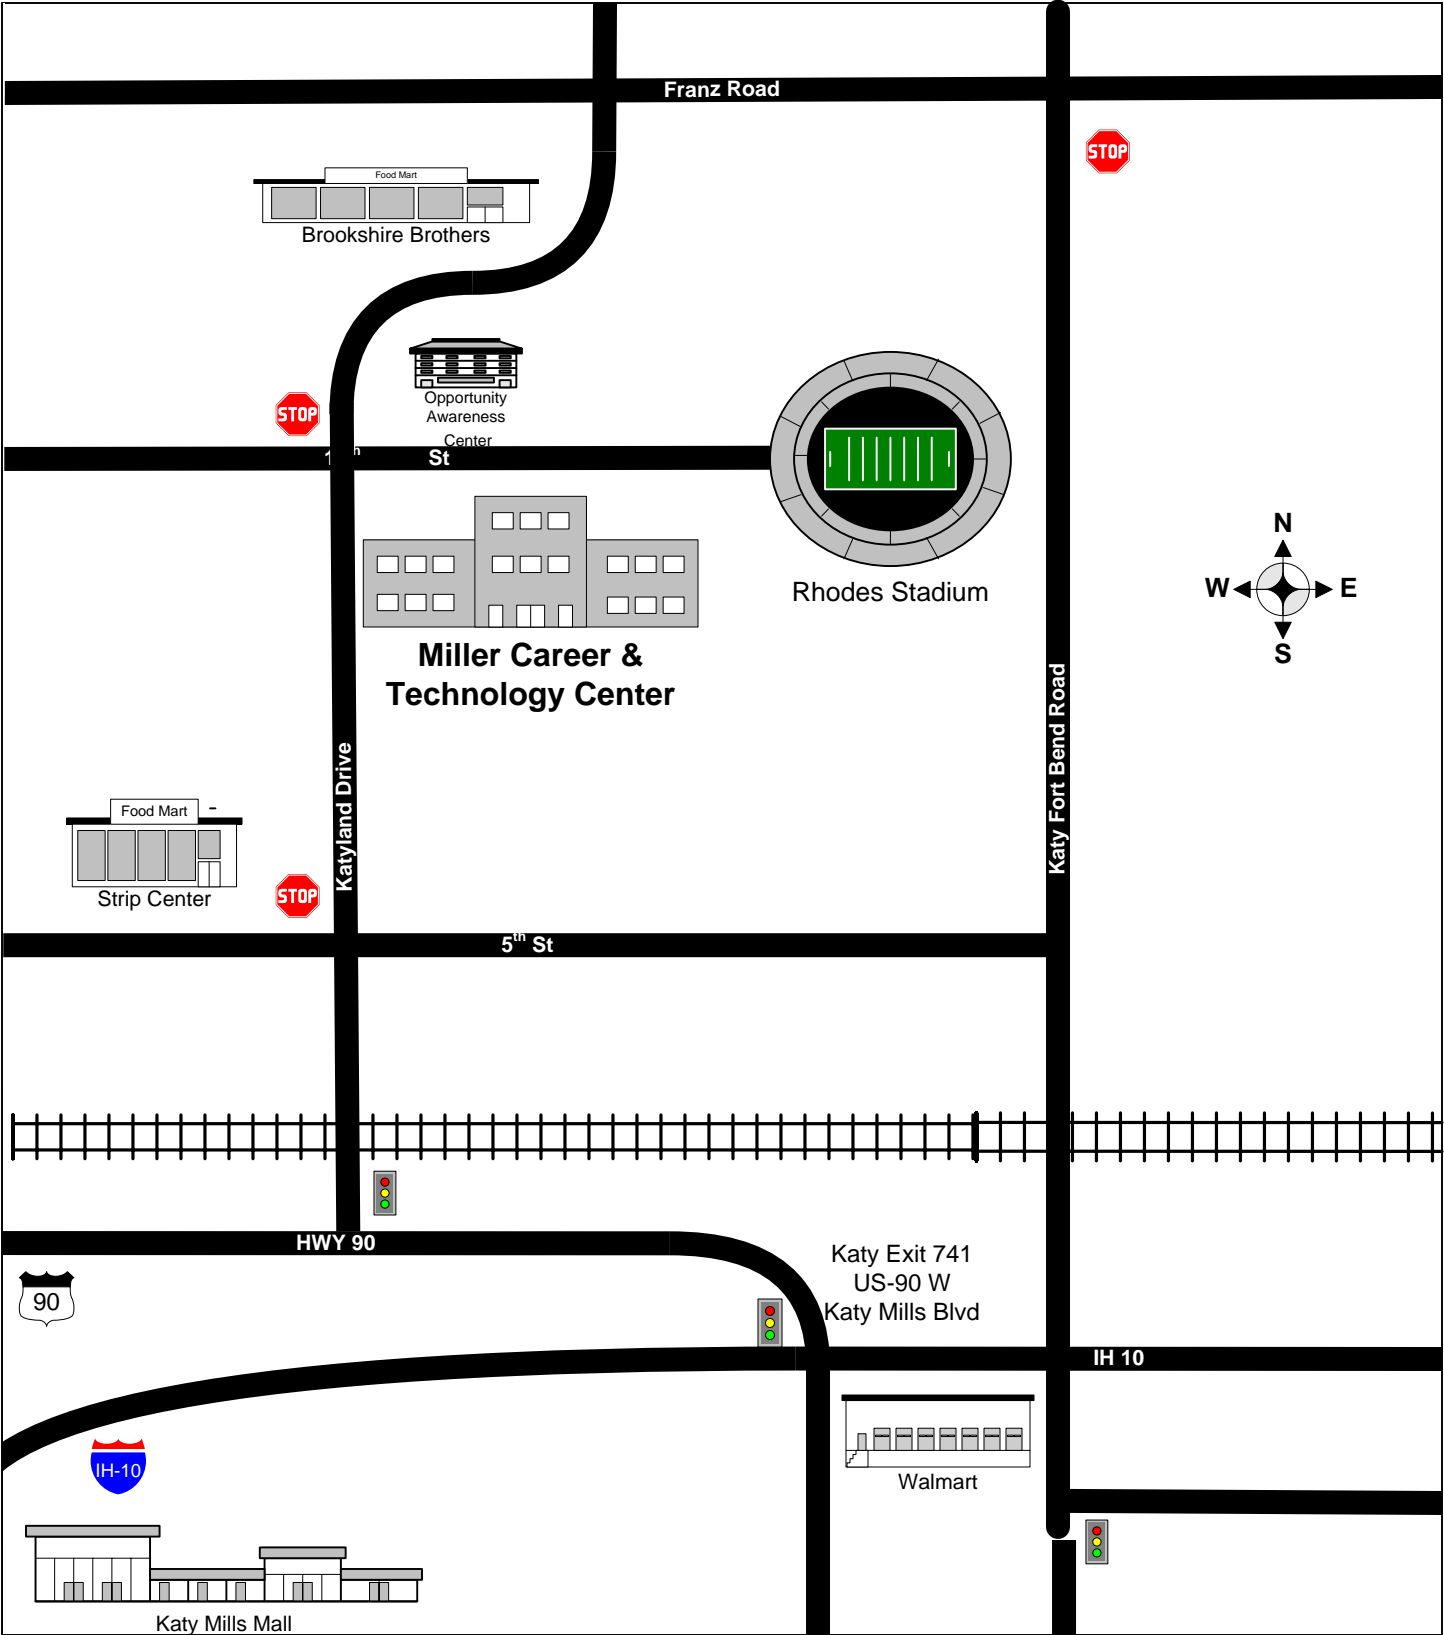 Franz Road
STOP
Food Mart
Brookshire Brothers
STOP
Opportunity
Awareness
Center
St
Rhodes Stadium
N
W E
S
Miller Career &
Technology Center
Katy Fort Bend Road
Katyland Drive
Food Mart -
Strip Center
STOP
5th St
HWY 90
Katy Exit 741
US-90 W
Katy Mills Blvd
90
IH 10
IH-10
Walmart
Katy Mills Mall